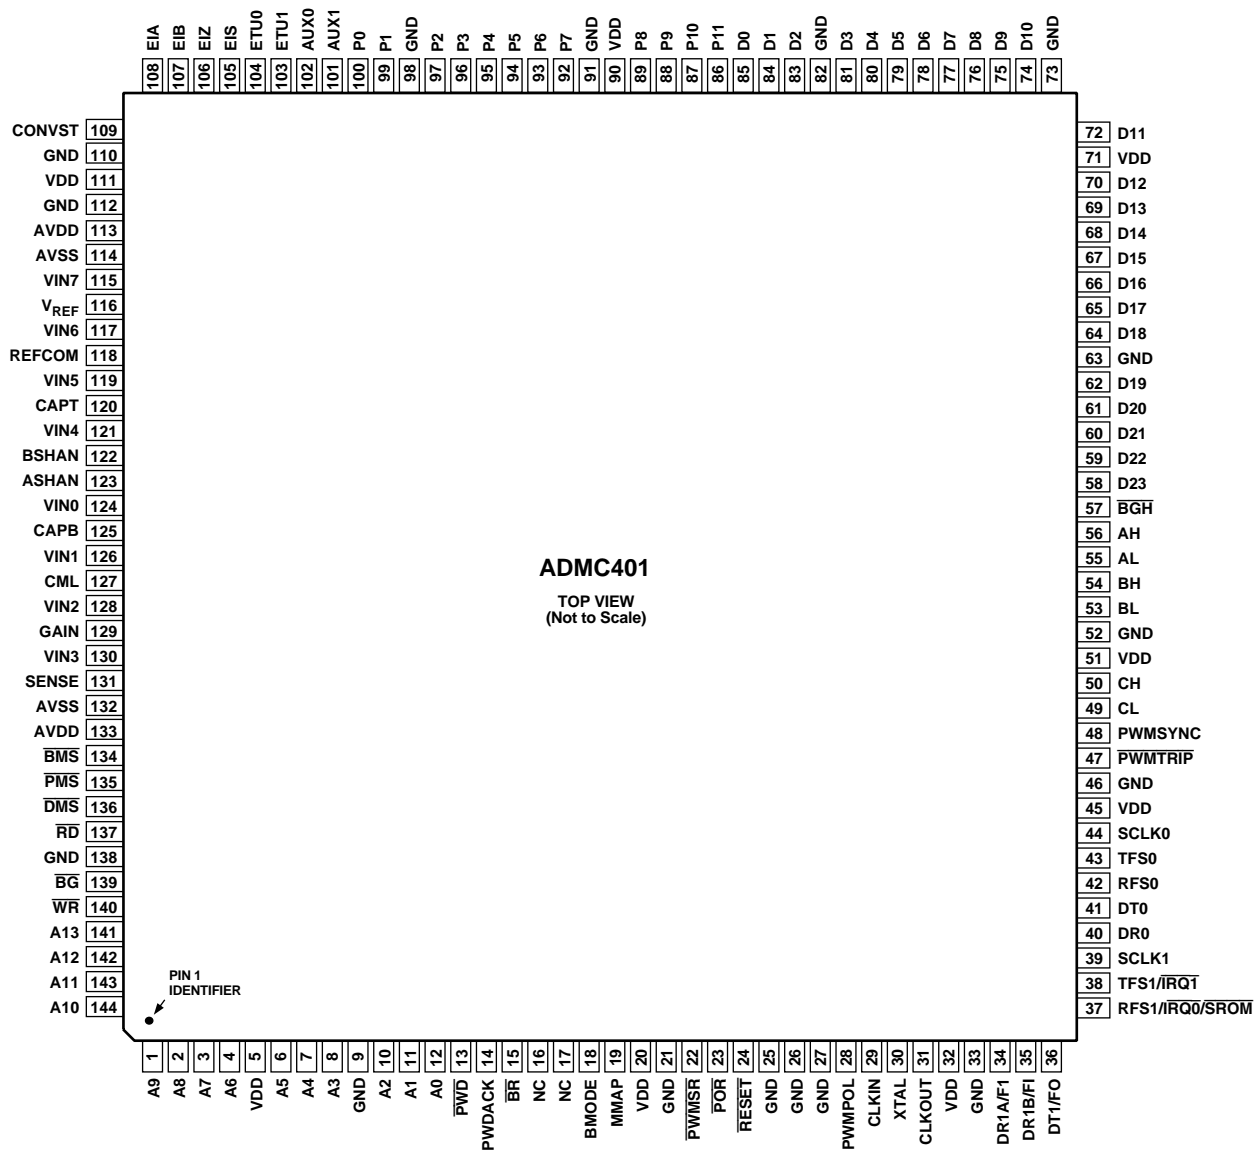 EIA EIB EIZ EIS ETU0 ETU1 AUX0 AUX1 P0 P1 GND P2 P3 P4 P5 P6 P7 GND VDD P8 P9 P10 P11 D0 D1 D2 GND D3 D4 D5 D6 D7 D8 D9 D10 GND
108 107 106 105 104 103 102 101 100 99 98 97 96 95 94 93 92 91 90 89 88 87 86 85 84 83 82 81 80 79 78 77 76 75 74 73
CONVST 109
GND 110
VDD 111
GND 112
AVDD 113
AVSS 114
VIN7 115
VREF 116
VIN6 117
REFCOM 118
VIN5 119
CAPT 120
VIN4 121
BSHAN 122
ASHAN 123
VIN0 124
CAPB 125
VIN1 126
CML 127
VIN2 128
GAIN 129
VIN3 130
SENSE 131
AVSS 132
AVDD 133
BMS 134
PMS 135
DMS 136
RD 137
GND 138
BG 139
WR 140
A13 141
A12 142
A11 143
A10 144
ADMC401
TOP VIEW
(Not to Scale)
PIN 1
IDENTIFIER
72 D11
71 VDD
70 D12
69 D13
68 D14
67 D15
66 D16
65 D17
64 D18
63 GND
62 D19
61 D20
60 D21
59 D22
58 D23
57 BGH
56 AH
55 AL
54 BH
53 BL
52 GND
51 VDD
50 CH
49 CL
48 PWMSYNC
47 PWMTRIP
46 GND
45 VDD
44 SCLK0
43 TFS0
42 RFS0
41 DT0
40 DR0
39 SCLK1
38 TFS1/IRQ1
37 RFS1/IRQ0/SROM
1 2 3 4 5 6 7 8 9 10 11 12 13 14 15 16 17 18 19 20 21 22 23 24 25 26 27 28 29 30 31 32 33 34 35 36
A9 A8 A7 A6 VDD A5 A4 A3 GND A2 A1 A0 PWD PWDACK BR NC NC BMODE MMAP VDD GND PWMSR POR RESET GND GND GND PWMPOL CLKIN XTAL CLKOUT VDD GND DR1A/F1 DR1B/FI DT1/FO